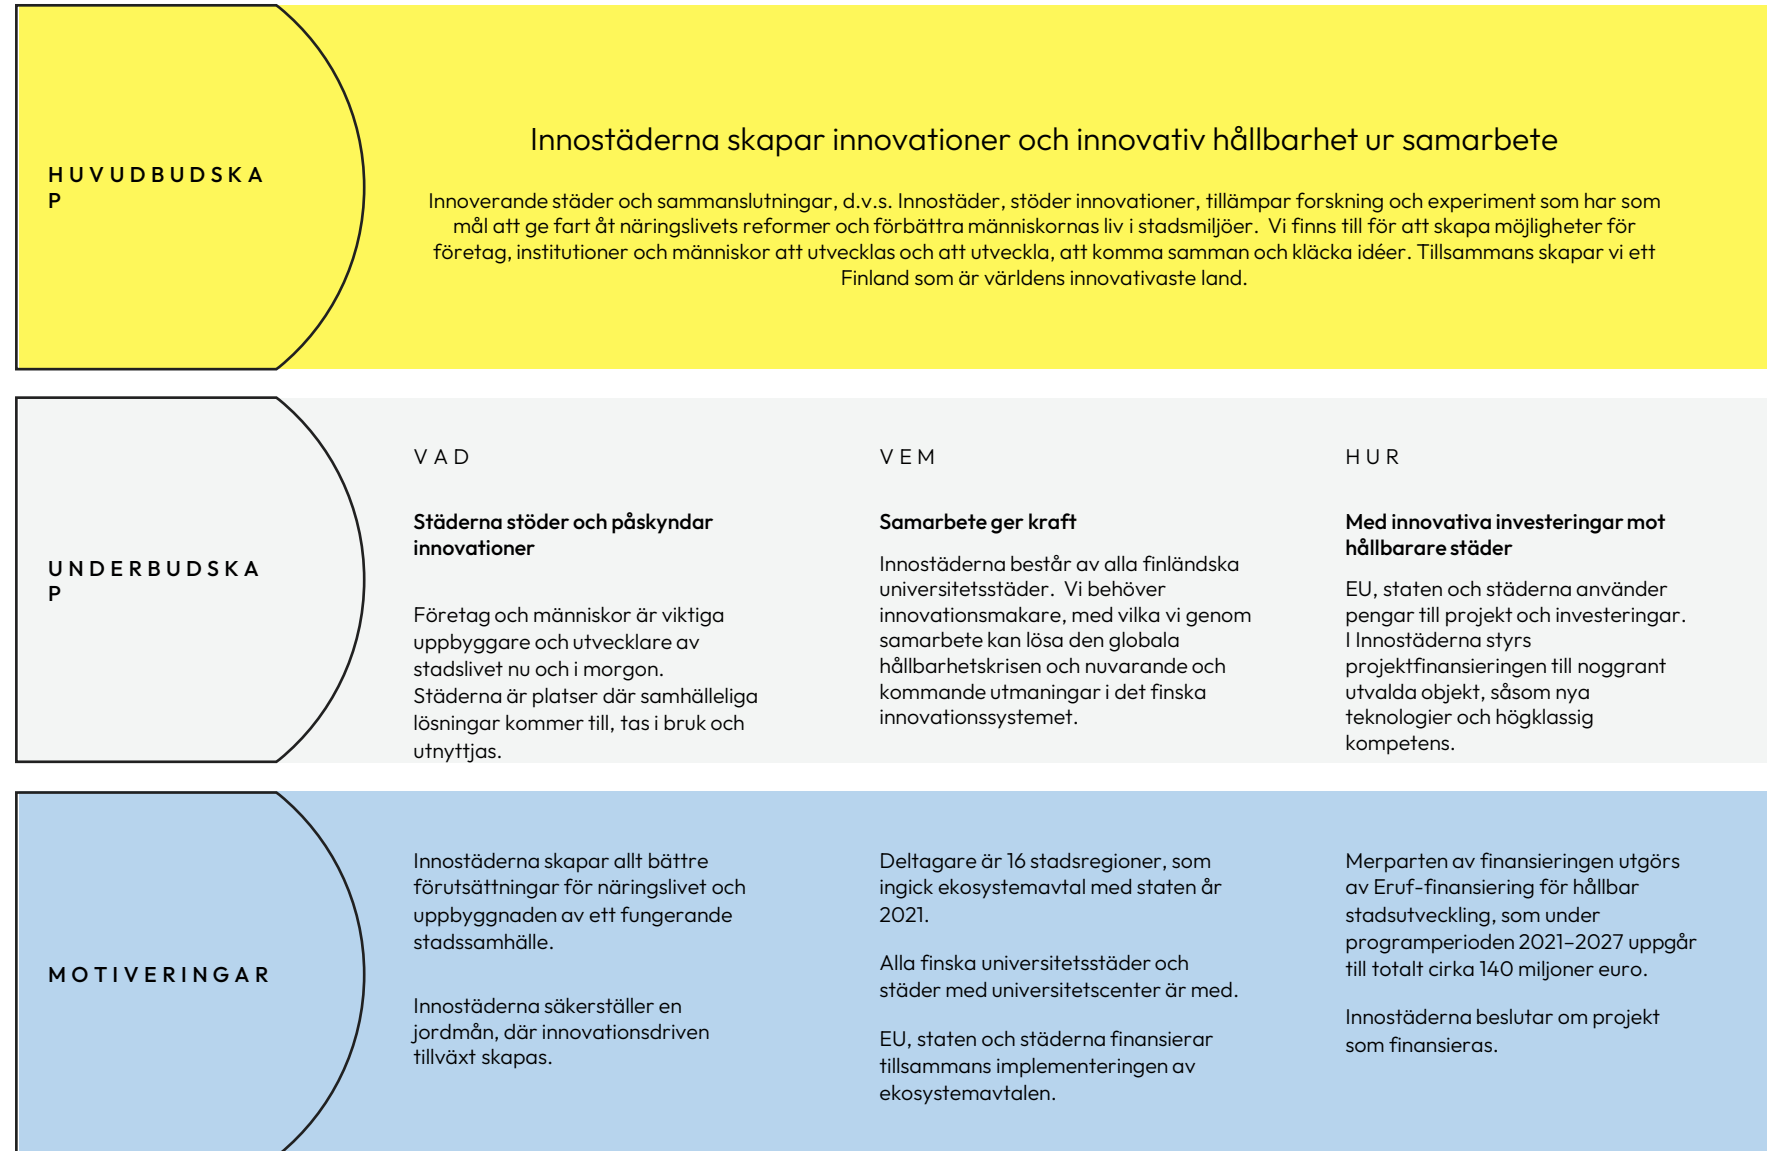 HUVUDBUDSKA
P
Innostäderna skapar innovationer och innovativ hållbarhet ur samarbete
Innoverande städer och sammanslutningar, d.v.s. Innostäder, stöder innovationer, tillämpar forskning och experiment som har som
mål att ge fart åt näringslivets reformer och förbättra människornas liv i stadsmiljöer. Vi finns till för att skapa möjligheter för
företag, institutioner och människor att utvecklas och att utveckla, att komma samman och kläcka idéer. Tillsammans skapar vi ett
Finland som är världens innovativaste land.
UNDERBUDSKA
P
VAD
Städerna stöder och påskyndar
innovationer
Företag och människor är viktiga
uppbyggare och utvecklare av
stadslivet nu och i morgon.
Städerna är platser där samhälleliga
lösningar kommer till, tas i bruk och
utnyttjas.
VEM
Samarbete ger kraft
Innostäderna består av alla finländska
universitetsstäder. Vi behöver
innovationsmakare, med vilka vi genom
samarbete kan lösa den globala
hållbarhetskrisen och nuvarande och
kommande utmaningar i det finska
innovationssystemet.
HUR
Med innovativa investeringar mot
hållbarare städer
EU, staten och städerna använder
pengar till projekt och investeringar.
I Innostäderna styrs
projektfinansieringen till noggrant
utvalda objekt, såsom nya
teknologier och högklassig
kompetens.
MOTIVERINGAR
Innostäderna skapar allt bättre
förutsättningar för näringslivet och
uppbyggnaden av ett fungerande
stadssamhälle.
Innostäderna säkerställer en
jordmån, där innovationsdriven
tillväxt skapas.
Deltagare är 16 stadsregioner, som
ingick ekosystemavtal med staten år
2021.
Alla finska universitetsstäder och
städer med universitetscenter är med.
EU, staten och städerna finansierar
tillsammans implementeringen av
ekosystemavtalen.
Merparten av finansieringen utgörs
av Eruf-finansiering för hållbar
stadsutveckling, som under
programperioden 2021–2027 uppgår
till totalt cirka 140 miljoner euro.
Innostäderna beslutar om projekt
som finansieras.